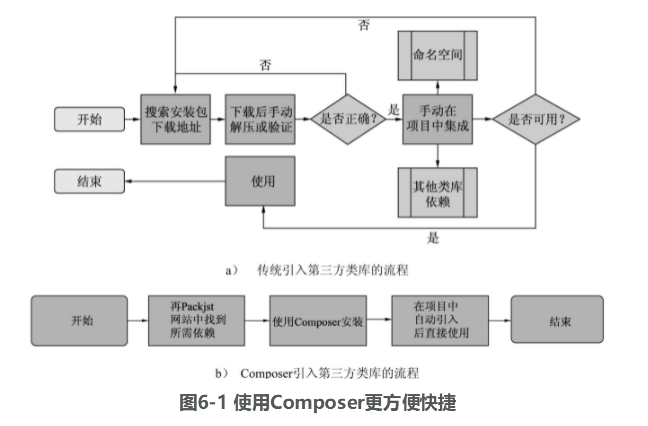 否
命名空间
否
开始
搜索安装包
下载地址
下载后手动
解压或验证
是否正确?
是
手动在
项目中集成
是否可用?
结束
使用
其他类库
依赖
是
a) 传统引入第三方类库的流程
开始
再Packjst
网站中找到
所需依赖
使用Composer安装
在项目中
自动引入
后直接使用
结束
b) Composer引入第三方类库的流程
图6-1 使用Composer更方便快捷